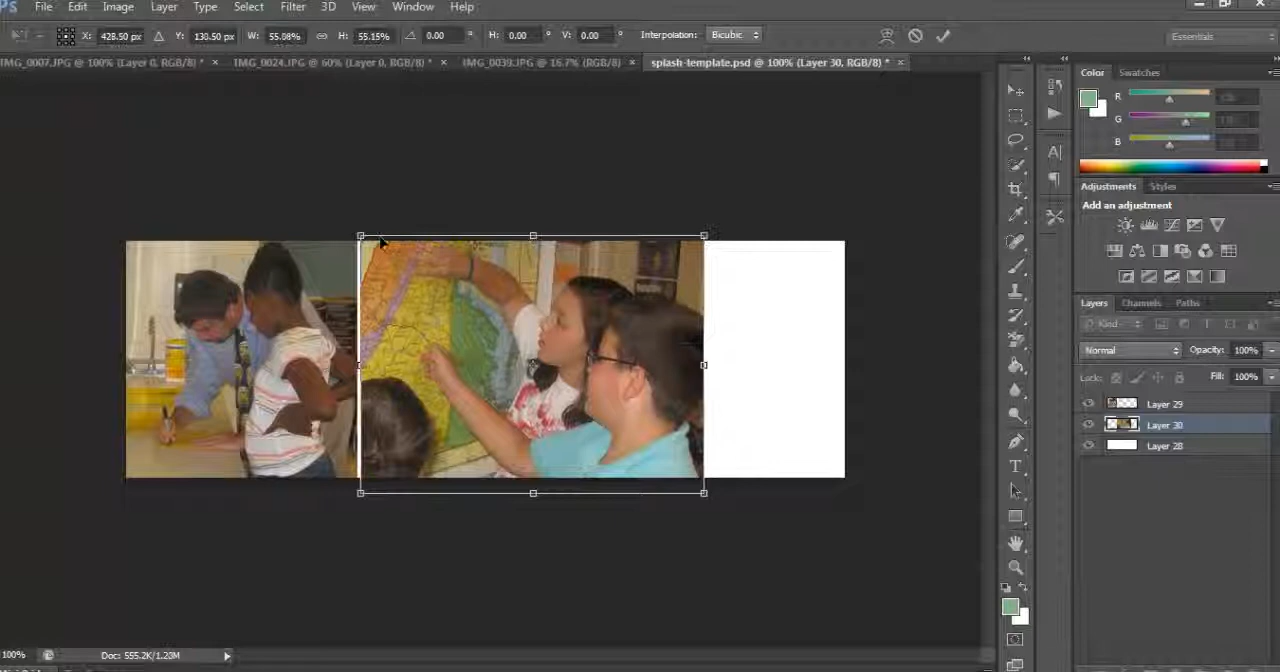 Ps File Edit Image Layer Type Select Filter 3D View Window Help
X: 428.50 px Y: 130.50 px W: 55.08% H: 55.15% 0.00 ° H: 0.00 ° V: 0.00 ° Interpolation: Bicubic Essentials
IMG_0007.JPG @ 100% (Layer 0, RGB/8) * × IMG_0024.JPG @ 60% (Layer 0, RGB/8) * × IMG_0039.JPG @ 16.7% (RGB/8) × splash-template.psd @ 100% (Layer 30, RGB/8) * ×
Color Swatches
R
G
B
Adjustments Styles
Add an adjustment
Layers Channels Paths
Kind
Normal Opacity: 100%
Lock: Fill: 100%
Layer 29
Layer 30
Layer 28
100% Doc: 555.2K/1.23M